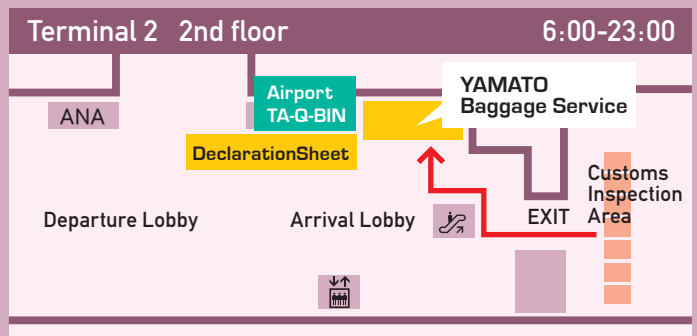 Terminal 2 2nd floor 6:00-23:00
YAMATO
Baggage Service
Airport
TA-Q-BIN
ANA
DeclarationSheet
Customs
Inspection
Area
Departure Lobby
Arrival Lobby
EXIT